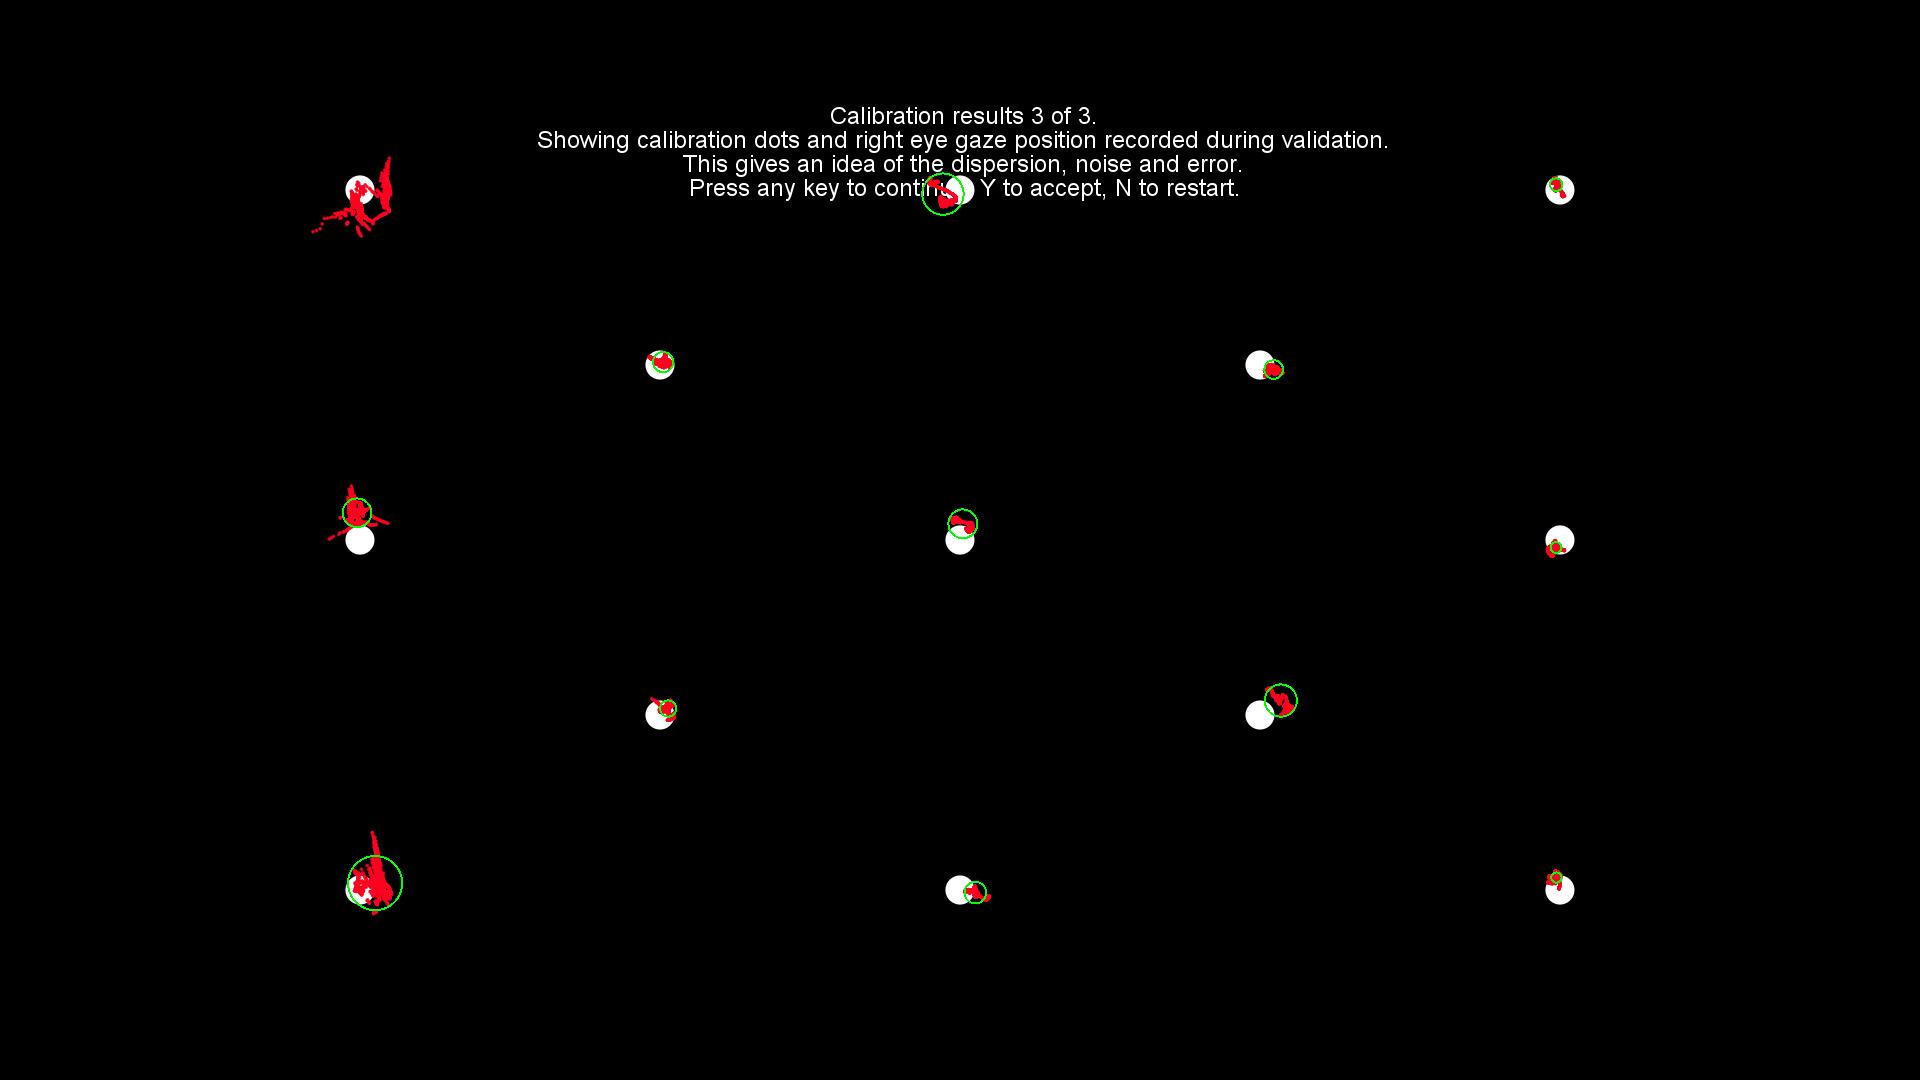 Calibration results 3 of 3.
Showing calibration dots and right eye gaze position recorded during validation.
This gives an idea of the dispersion, noise and error.
Press any key to Y to accept, N to restart.